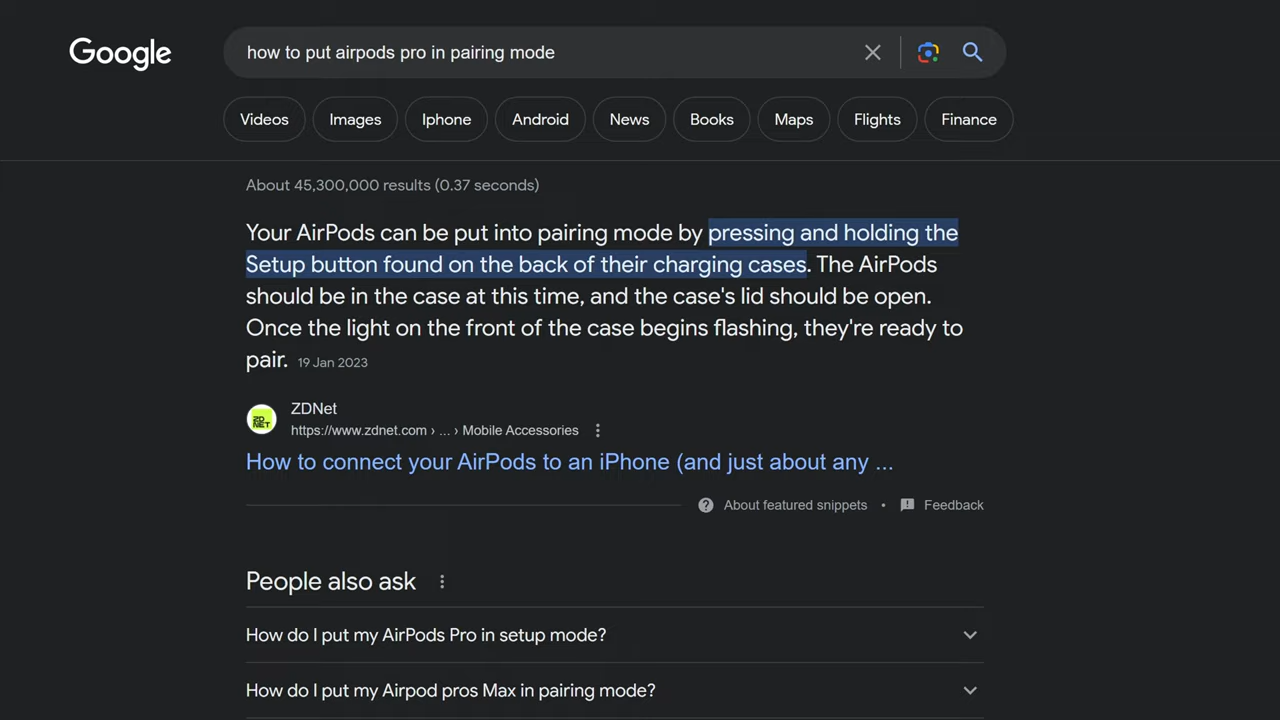 Google
how to put airpods pro in pairing mode
Videos
Images
Iphone
Android
News
Books
Maps
Flights
Finance
About 45,300,000 results (0.37 seconds)
Your AirPods can be put into pairing mode by pressing and holding the
Setup button found on the back of their charging cases. The AirPods
should be in the case at this time, and the case's lid should be open.
Once the light on the front of the case begins flashing, they're ready to
pair. 19 Jan 2023
ZD
NET
ZDNet
https://www.zdnet.com › ... › Mobile Accessories
How to connect your AirPods to an iPhone (and just about any ...
About featured snippets • Feedback
People also ask
How do I put my AirPods Pro in setup mode?
How do I put my Airpod pros Max in pairing mode?